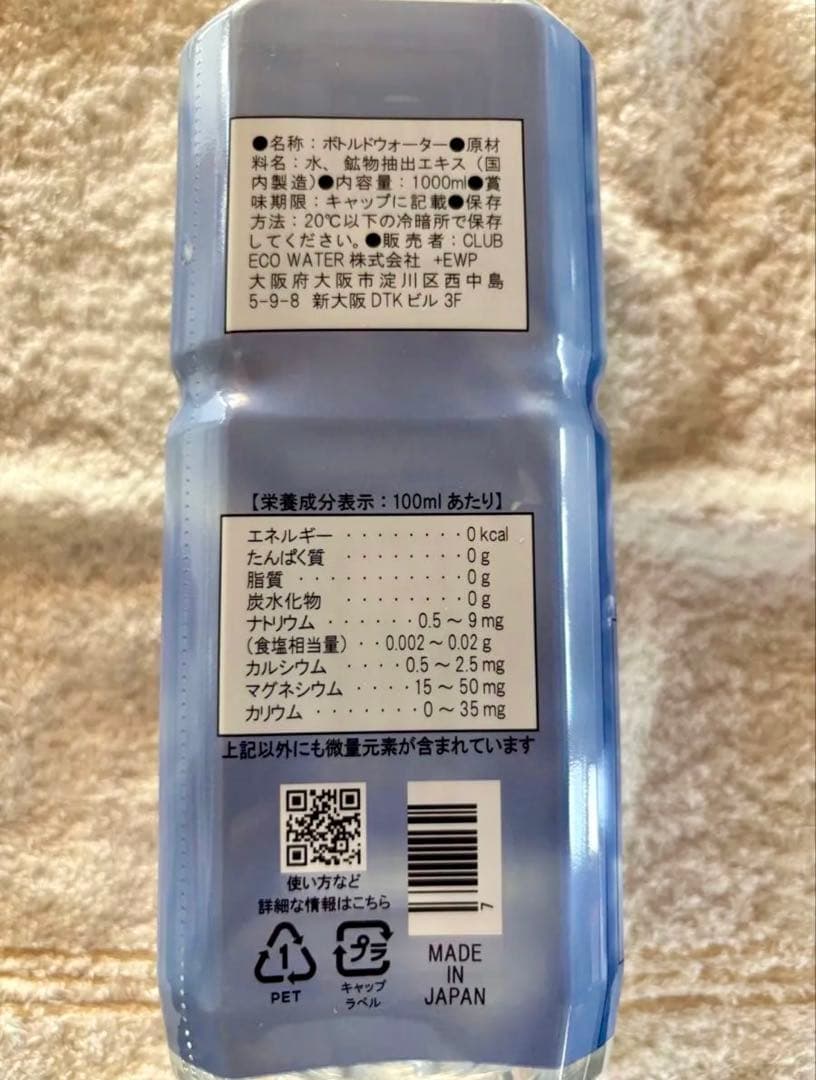 ●名称：ボトルドウォーター●原材
料名：水、鉱物抽出エキス（国
内製造）●内容量：1000ml●賞
味期限：キャップに記載●保存
方法：20℃以下の冷暗所で保存
してください。●販売者：CLUB
ECO WATER株式会社 +EWP
大阪府大阪市淀川区西中島
5-9-8 新大阪DTKビル 3F
【栄養成分表示：100mlあたり】
エネルギー ········0kcal
たんぱく質 ·········0g
脂質 ···········0g
炭水化物 ·········0g
ナトリウム ······0.5～9mg
（食塩相当量）··0.002～0.02g
カルシウム ····0.5～2.5mg
マグネシウム ····15～50mg
カリウム ·······0～35mg
上記以外にも微量元素が含まれています
使い方など
詳細な情報はこちら
7
1
PET
プラ
キャップ
ラベル
MADE
IN
JAPAN